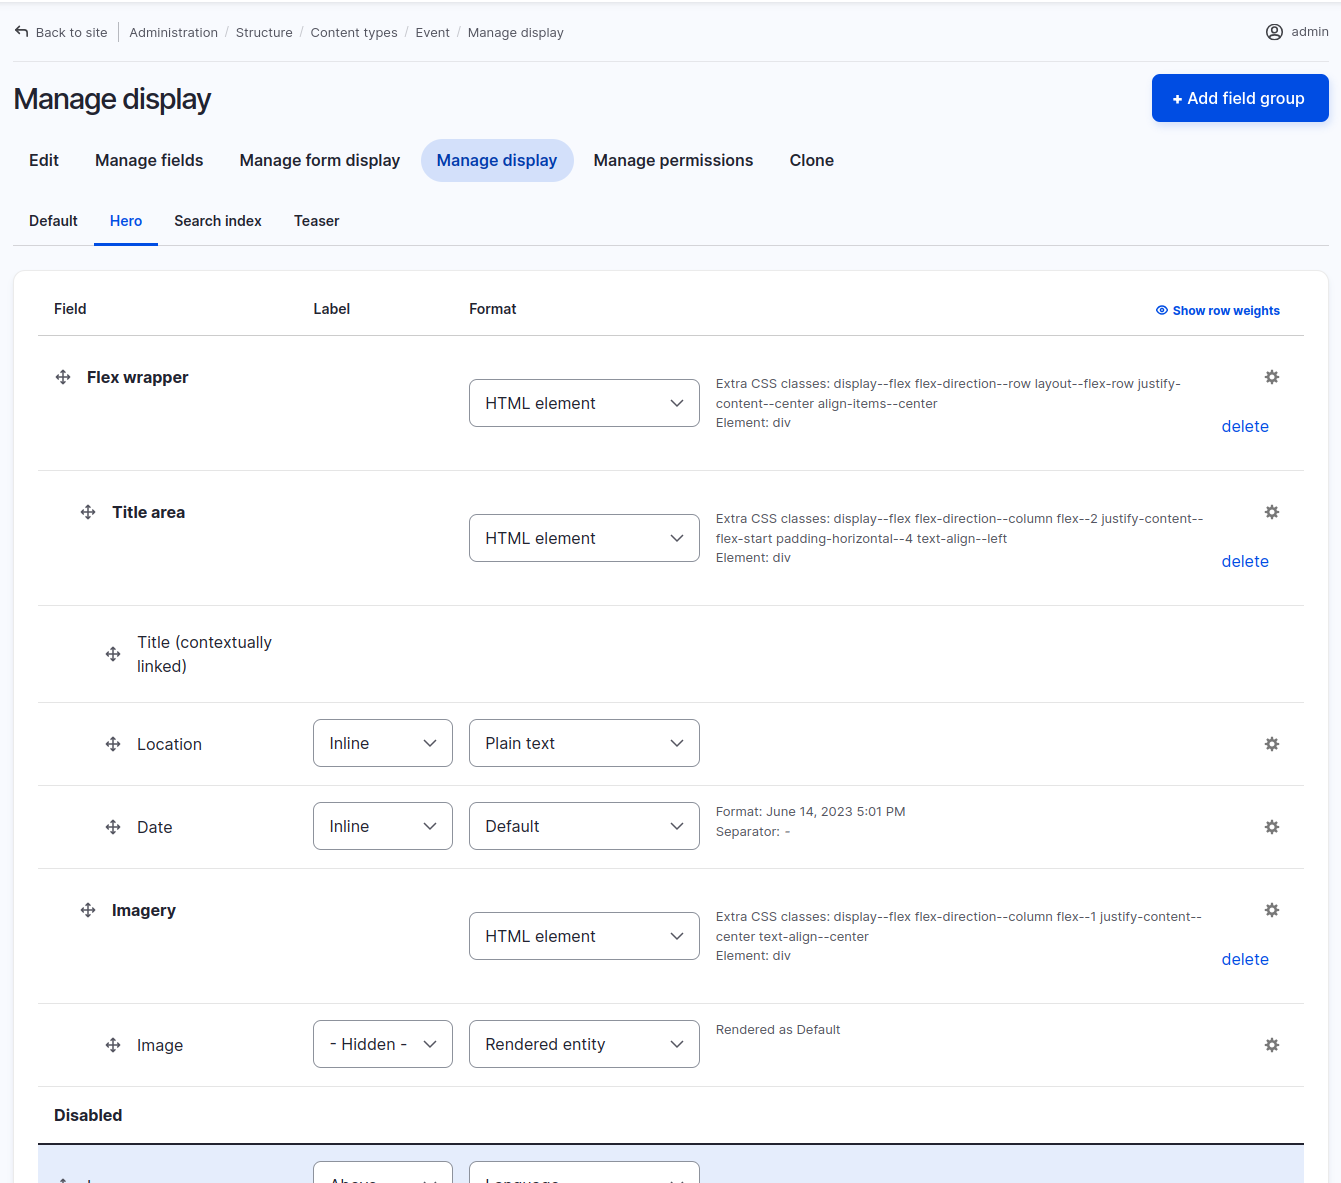 Back to site Administration / Structure / Content types / Event / Manage display admin
Manage display
+ Add field group
Edit Manage fields Manage form display Manage display Manage permissions Clone
Default Hero Search index Teaser
Field Label Format Show row weights
Flex wrapper
HTML element
Extra CSS classes: display--flex flex-direction--row layout--flex-row justify-
content--center align-items--center
Element: div
delete
Title area
HTML element
Extra CSS classes: display--flex flex-direction--column flex--2 justify-content--
flex-start padding-horizontal--4 text-align--left
Element: div
delete
Title (contextually
linked)
Location Inline Plain text
Date Inline Default
Format: June 14, 2023 5:01 PM
Separator: -
Imagery
HTML element
Extra CSS classes: display--flex flex-direction--column flex--1 justify-content--
center text-align--center
Element: div
delete
Image - Hidden - Rendered entity
Rendered as Default
Disabled
Above Language